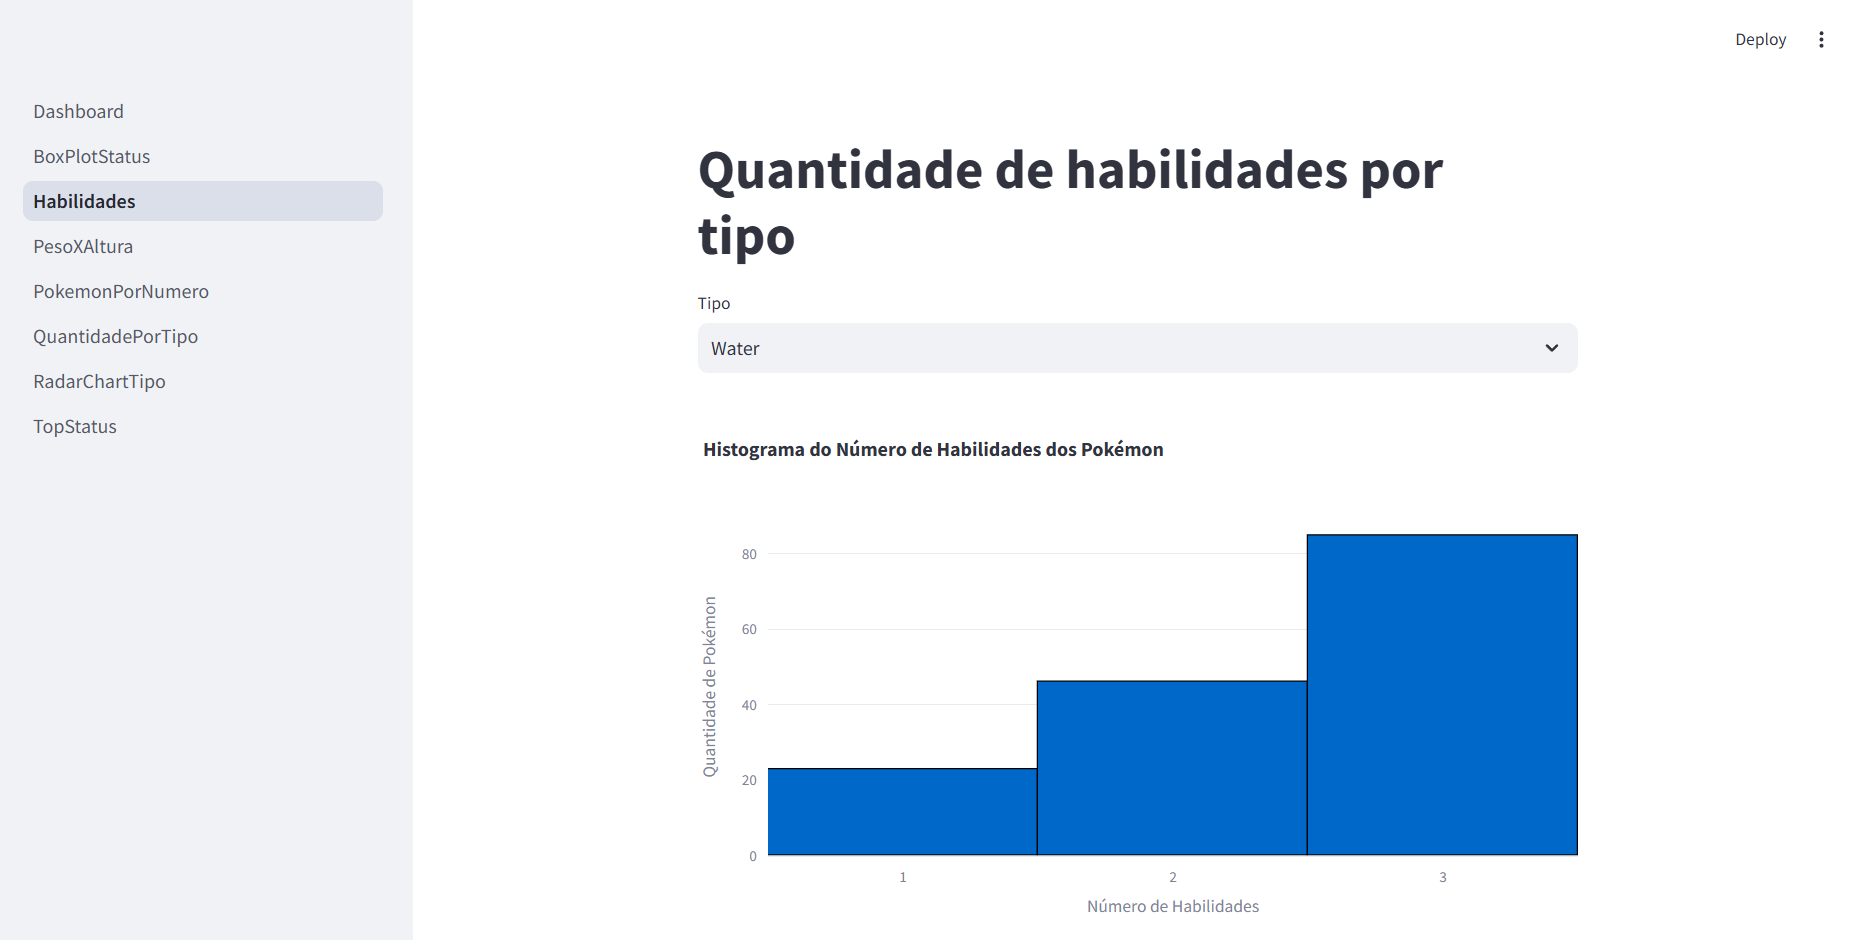 Deploy
Dashboard
BoxPlotStatus
Habilidades
PesoXAltura
PokemonPorNumero
QuantidadePorTipo
RadarChartTipo
TopStatus
Quantidade de habilidades por
tipo
Tipo
Water
Histograma do Número de Habilidades dos Pokémon
Quantidade de Pokémon
80
60
40
20
0
1
2
3
Número de Habilidades